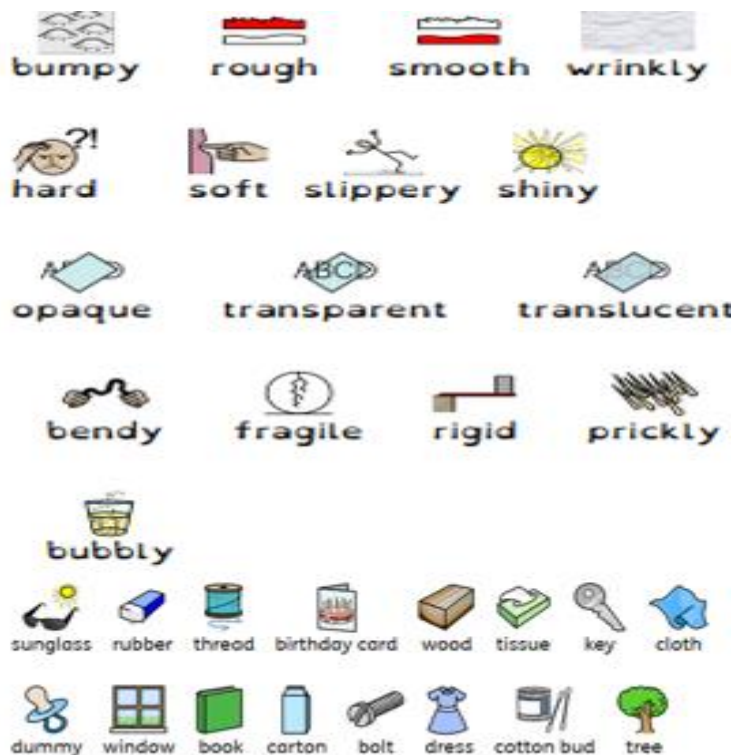 bumpy rough smooth wrinkly
?!
hard soft slippery shiny
ABCD
opaque transparent translucent
bendy fragile rigid prickly
bubbly
sunglass rubber thread birthday card wood tissue key cloth
dummy window book carton bolt dress cotton bud tree